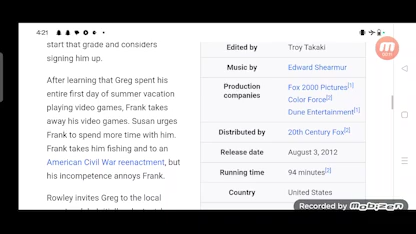 4:21
start that grade and considers
signing him up.
After learning that Greg spent his
entire first day of summer vacation
playing video games, Frank takes
away his video games. Susan urges
Frank to spend more time with him.
Frank takes him fishing and to an
American Civil War reenactment, but
his incompetence annoys Frank.
Rowley invites Greg to the local
Edited by Troy Takaki
Music by Edward Shearmur
Production Fox 2000 Pictures[1]
companies Color Force[2]
Dune Entertainment[1]
Distributed by 20th Century Fox[2]
Release date August 3, 2012
Running time 94 minutes[2]
Country United States
Recorded by mobizen